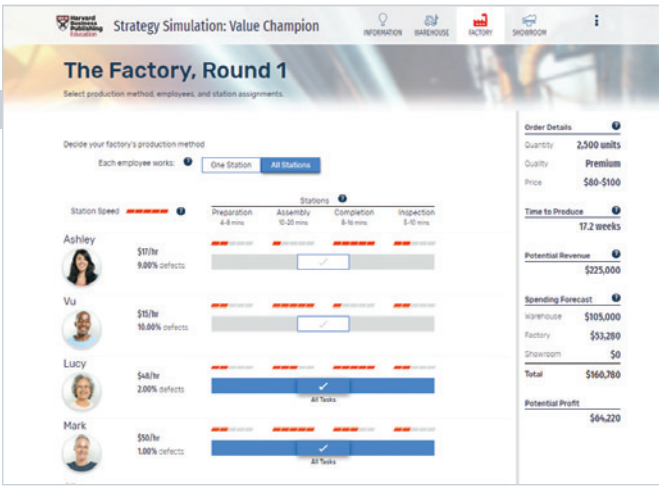 Harvard
Business
Publishing
Education
Strategy Simulation: Value Champion
INFORMATION
WAREHOUSE
FACTORY
SHOWROOM
The Factory, Round 1
Select production method, employees, and station assignments.
Decide your factory's production method
Each employee works: ?
One Station
All Stations
Station Speed ?
Stations ?
Preparation
4-8 mins
Assembly
10-20 mins
Completion
8-16 mins
Inspection
5-10 mins
Ashley
$17/hr
9.00% defects
Vu
$15/hr
10.00% defects
Lucy
$48/hr
2.00% defects
All Tasks
Mark
$50/hr
1.00% defects
All Tasks
Order Details ?
Quantity 2,500 units
Quality Premium
Price $80-$100
Time to Produce ?
17.2 weeks
Potential Revenue ?
$225,000
Spending Forecast ?
Warehouse $105,000
Factory $53,280
Showroom $0
Total $160,780
Potential Profit
$64,220